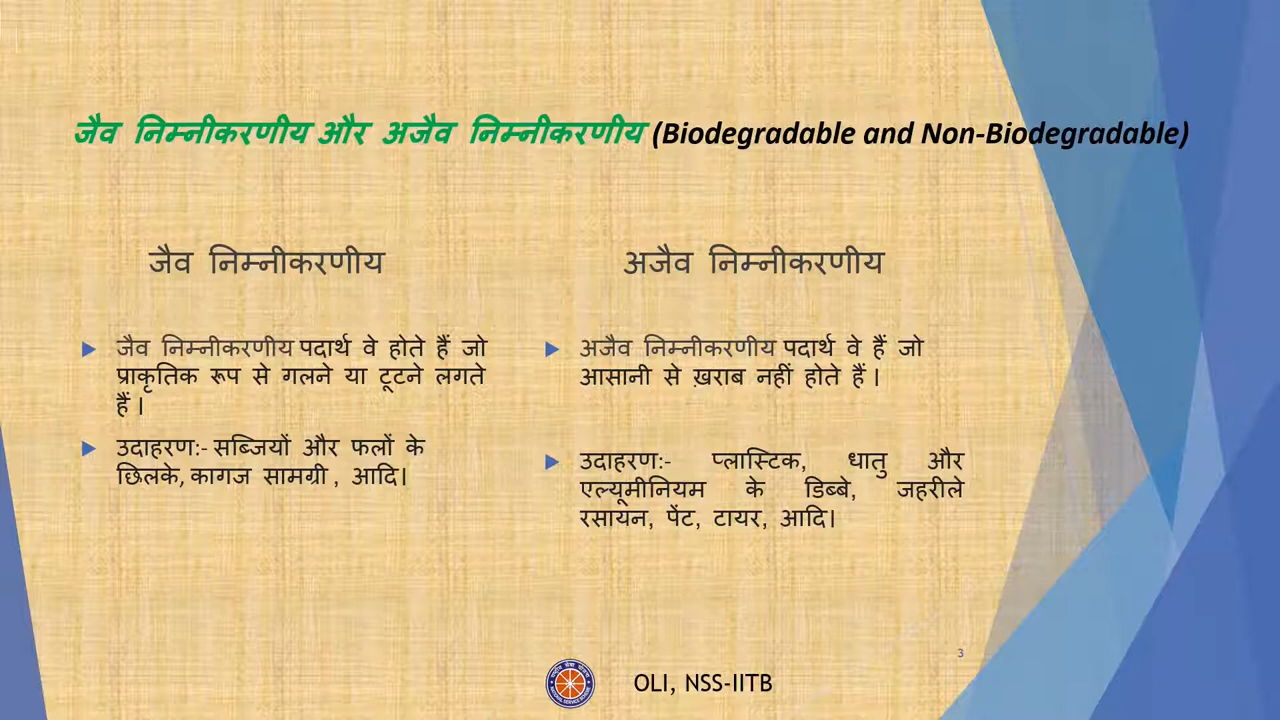 जैव निम्नीकरणीय और अजैव निम्नीकरणीय (Biodegradable and Non-Biodegradable)
जैव निम्नीकरणीय
जैव निम्नीकरणीय पदार्थ वे होते हैं जो
प्राकृतिक रूप से गलने या टूटने लगते
हैं ।
उदाहरण:- सब्जियों और फलों के
छिलके, कागज सामग्री , आदि।
अजैव निम्नीकरणीय
अजैव निम्नीकरणीय पदार्थ वे हैं जो
आसानी से ख़राब नहीं होते हैं ।
उदाहरण:- प्लास्टिक, धातु और
एल्यूमीनियम के डिब्बे, जहरीले
रसायन, पेंट, टायर, आदि।
3
OLI, NSS-IITB